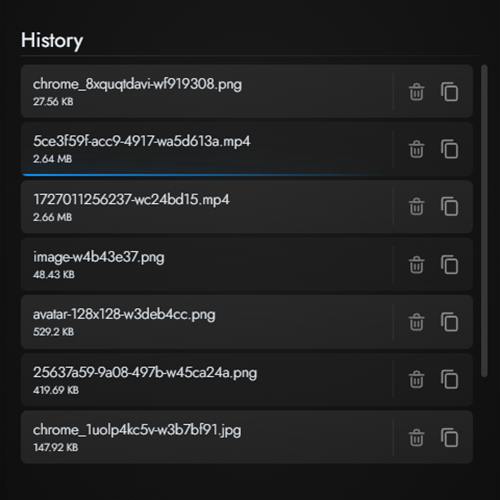 History
chrome_8xquqtdavi-wf919308.png
27.56 KB
5ce3f59f-acc9-4917-wa5d613a.mp4
2.64 MB
1727011256237-wc24bd15.mp4
2.66 MB
image-w4b43e37.png
48.43 KB
avatar-128x128-w3deb4cc.png
529.2 KB
25637a59-9a08-497b-w45ca24a.png
419.69 KB
chrome_1uolp4kc5v-w3b7bf91.jpg
147.92 KB